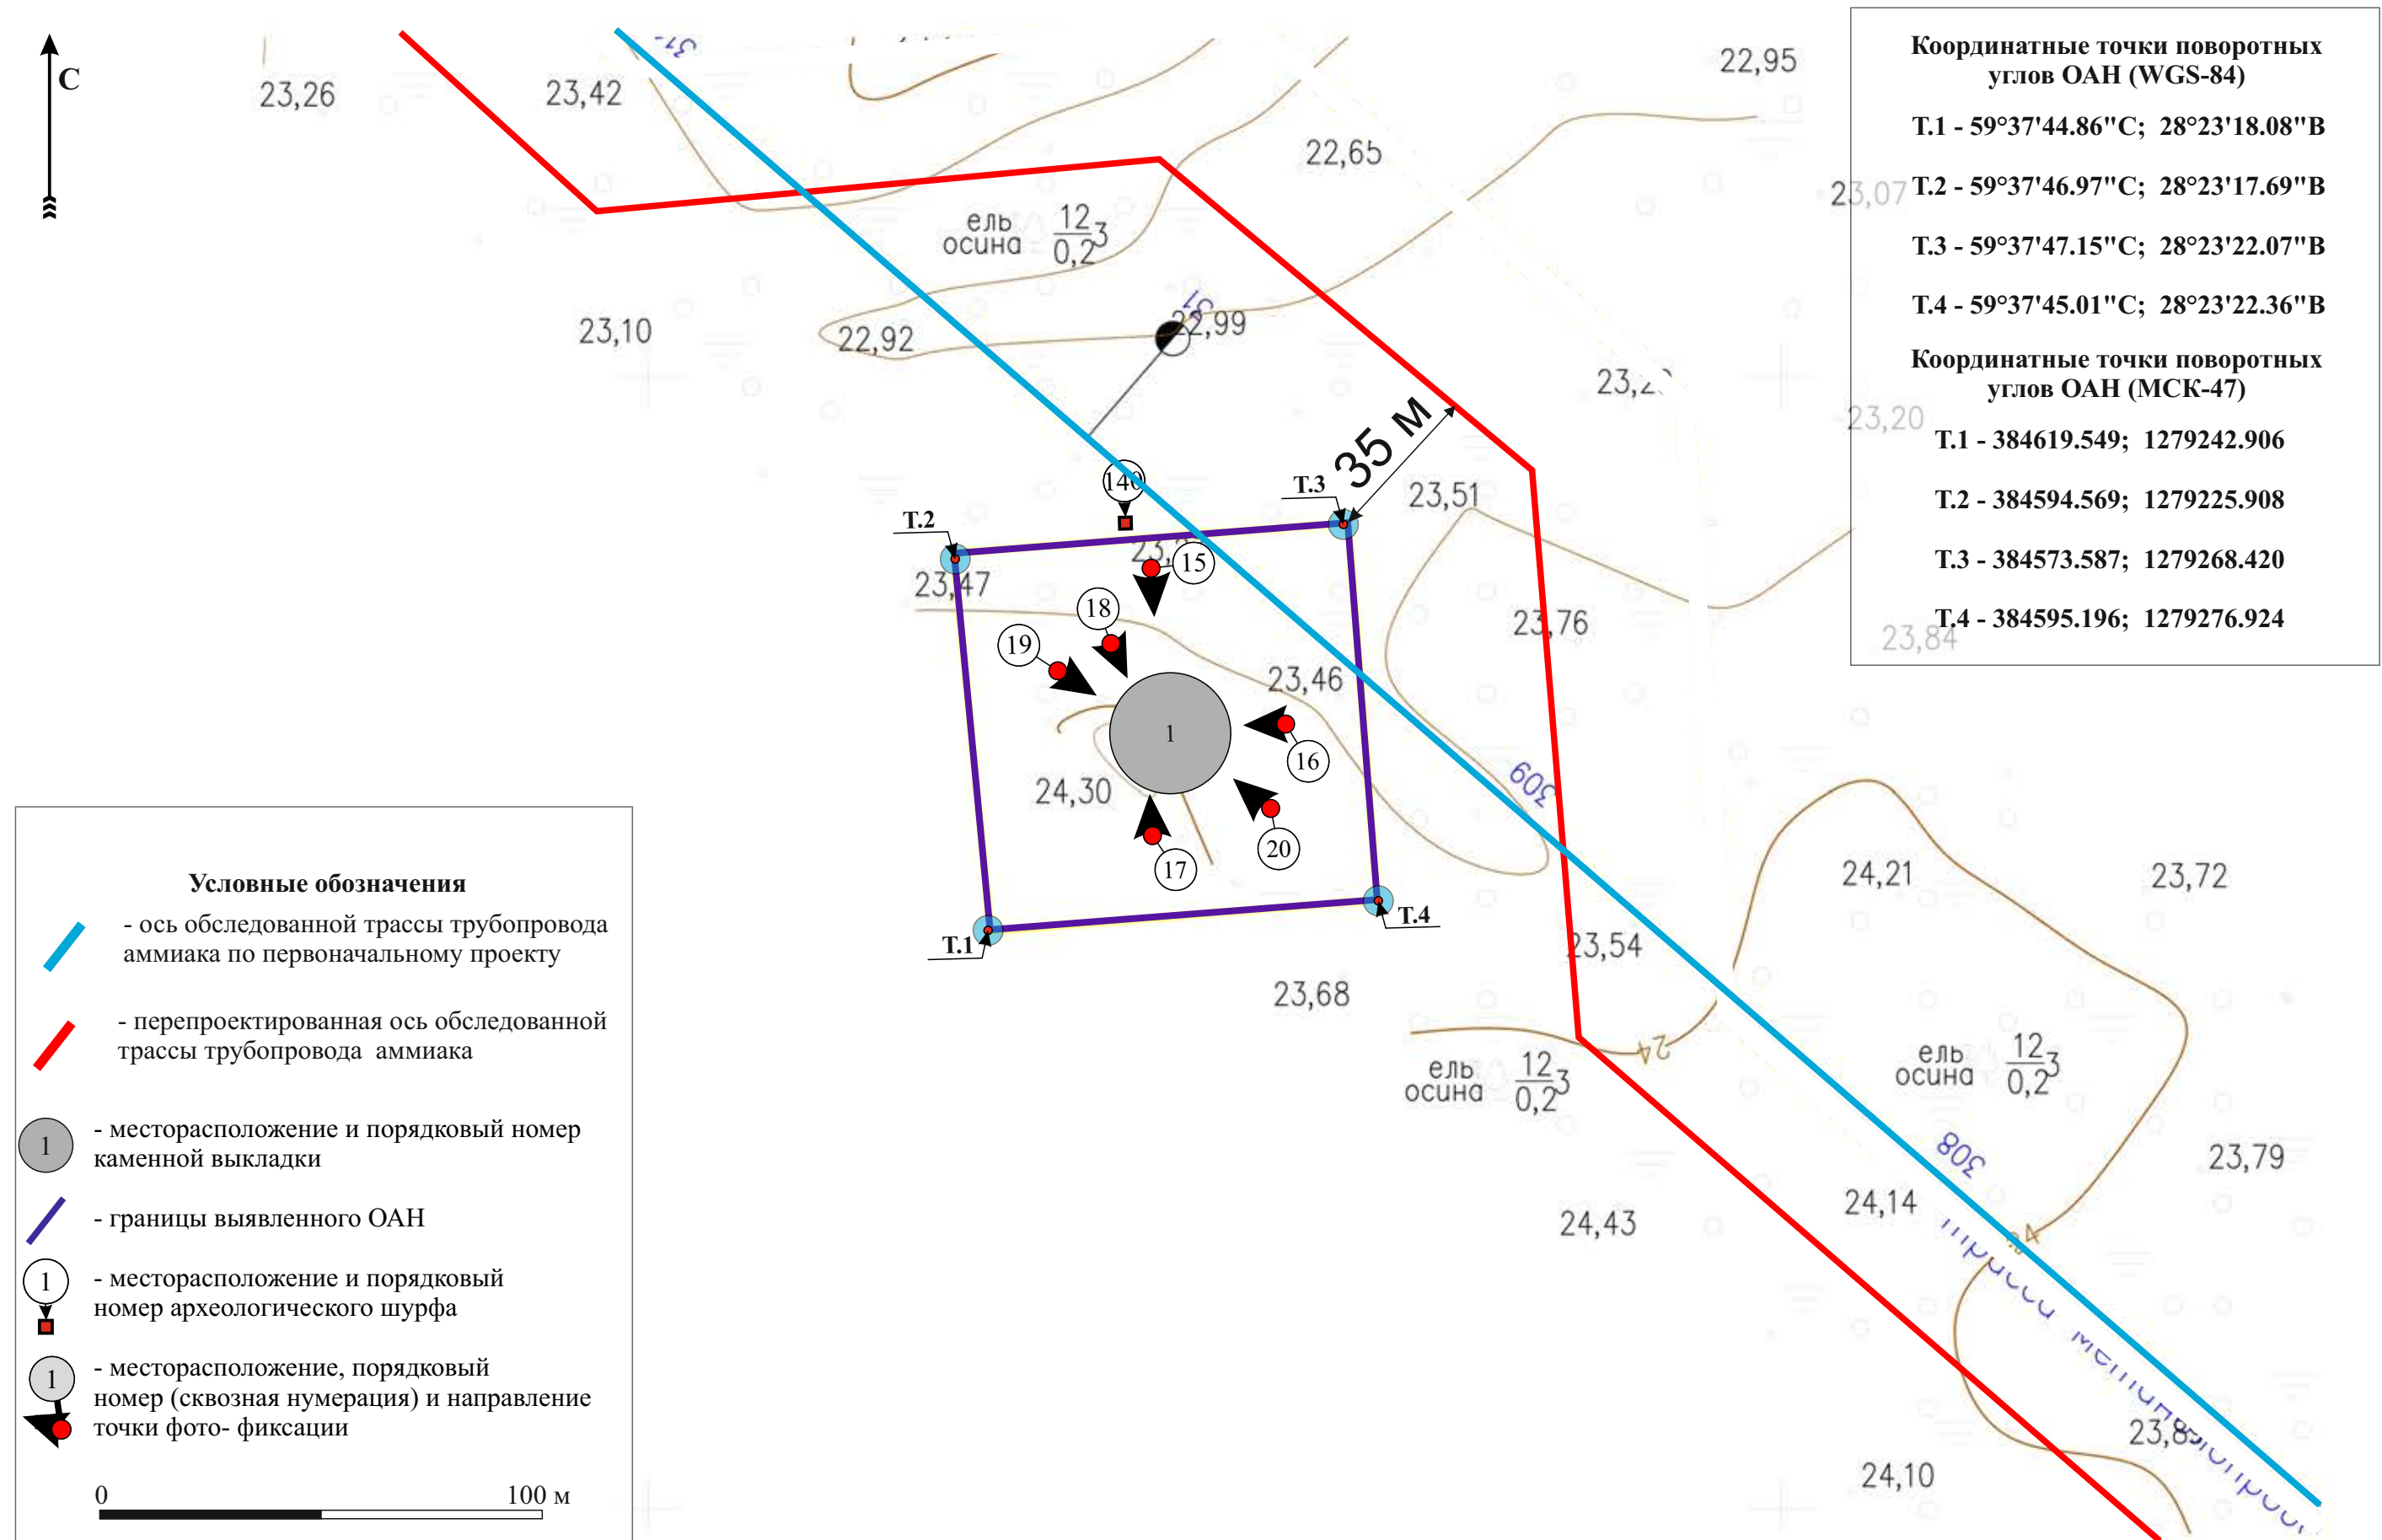 С
23,26
23,42
22,95
22,65
23,07
ель
осина
12
0,2
3
23,10
22,92
22,99
23,20
35 м
140
Т.3
23,51
Т.2
23,47
15
18
19
23,76
23,84
23,46
1
16
309
24,30
20
17
Т.4
Т.1
23,54
23,68
24,21
23,72
24
ель
осина
12
0,2
3
ель
осина
12
0,2
3
308
23,79
24,14
24,43
24,10
Координатные точки поворотных
углов ОАН (WGS-84)
Т.1 - 59°37'44.86"С; 28°23'18.08"В
Т.2 - 59°37'46.97"С; 28°23'17.69"В
Т.3 - 59°37'47.15"С; 28°23'22.07"В
Т.4 - 59°37'45.01"С; 28°23'22.36"В
Координатные точки поворотных
углов ОАН (МСК-47)
Т.1 - 384619.549; 1279242.906
Т.2 - 384594.569; 1279225.908
Т.3 - 384573.587; 1279268.420
Т.4 - 384595.196; 1279276.924
Условные обозначения
- ось обследованной трассы трубопровода
аммиака по первоначальному проекту
- перепроектированная ось обследованной
трассы трубопровода аммиака
1
- месторасположение и порядковый номер
каменной выкладки
- границы выявленного ОАН
1
- месторасположение и порядковый
номер археологического шурфа
1
- месторасположение, порядковый
номер (сквозная нумерация) и направление
точки фото- фиксации
0
100 м